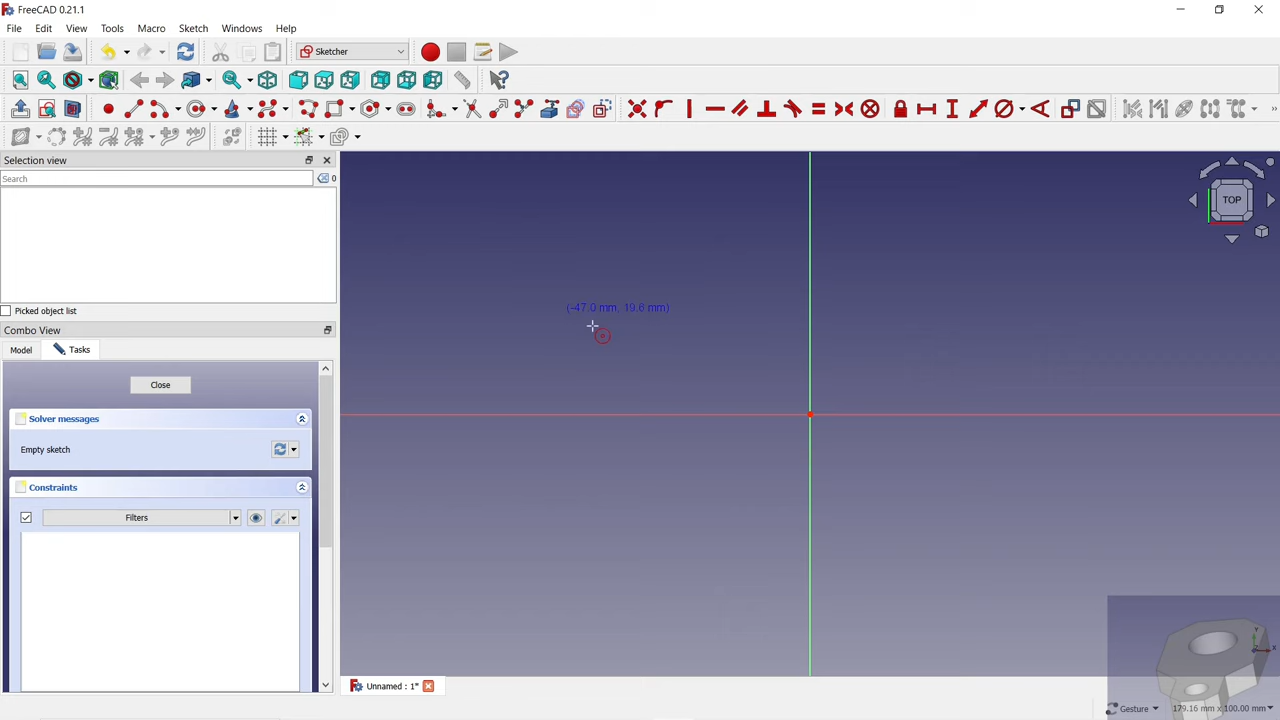 FreeCAD 0.21.1
File Edit View Tools Macro Sketch Windows Help
Sketcher
Selection view
Search 0
TOP
Picked object list
(-47.0 mm, 19.6 mm)
Combo View
Model Tasks
Close
Solver messages
Empty sketch
Constraints
Filters
Y
X
Unnamed : 1*
Gesture 179.16 mm x 100.00 mm